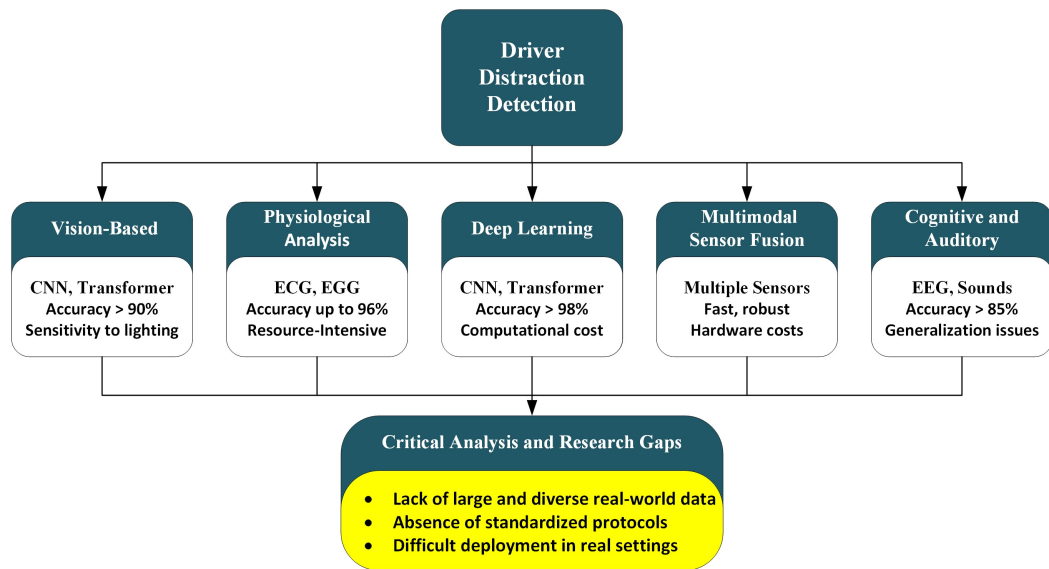 Driver
Distraction
Detection
Vision-Based
CNN, Transformer
Accuracy > 90%
Sensitivity to lighting
Physiological
Analysis
ECG, EGG
Accuracy up to 96%
Resource-Intensive
Deep Learning
CNN, Transformer
Accuracy > 98%
Computational cost
Multimodal
Sensor Fusion
Multiple Sensors
Fast, robust
Hardware costs
Cognitive and
Auditory
EEG, Sounds
Accuracy > 85%
Generalization issues
Critical Analysis and Research Gaps
• Lack of large and diverse real-world data
• Absence of standardized protocols
• Difficult deployment in real settings